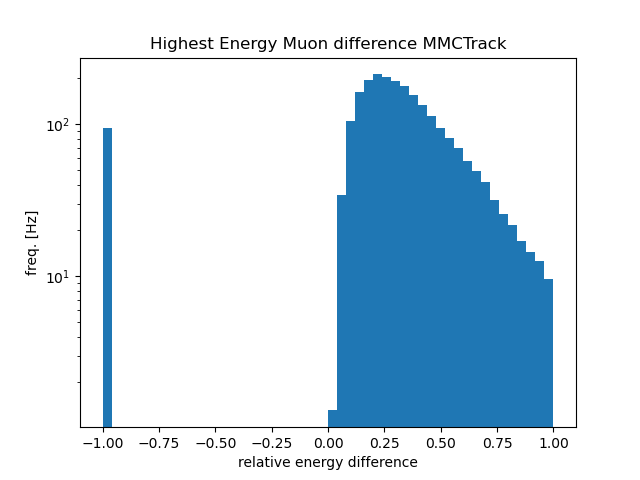 Highest Energy Muon difference MMCTrack
freq. [Hz]
10²
10¹
−1.00 −0.75 −0.50 −0.25 0.00 0.25 0.50 0.75 1.00
relative energy difference